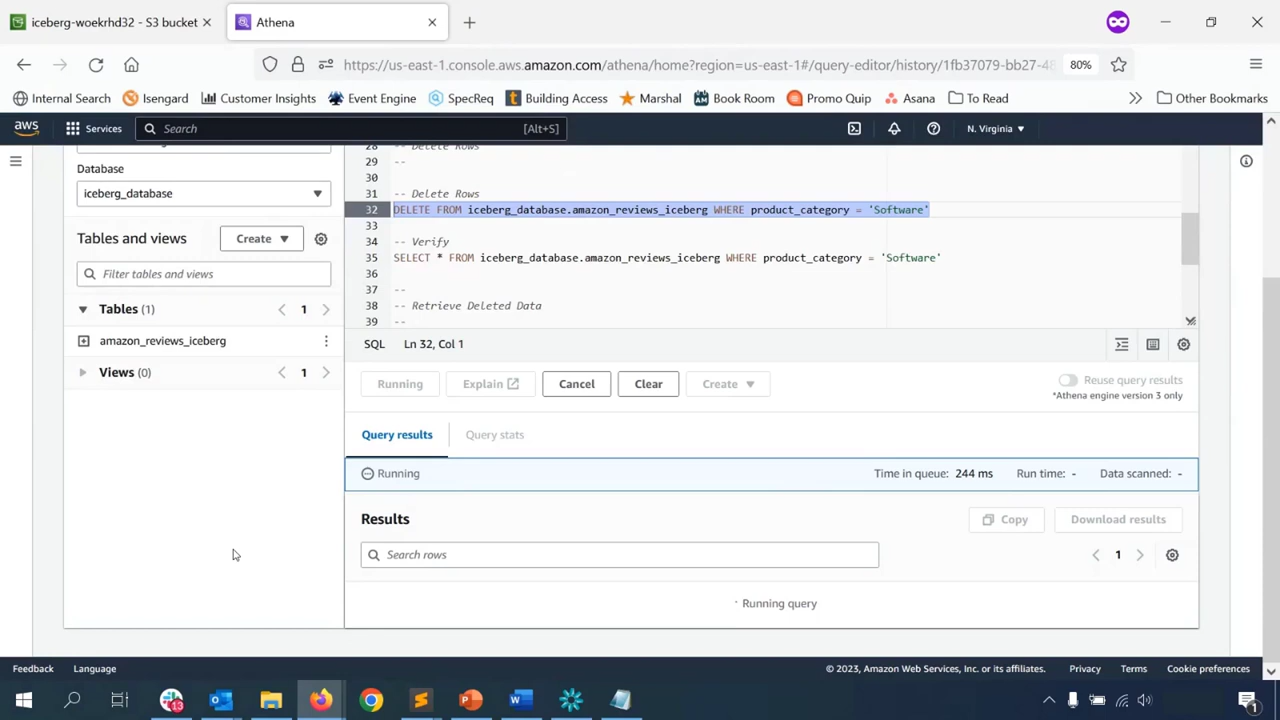 iceberg-woekrhd32 - S3 bucket
Athena
https://us-east-1.console.aws.amazon.com/athena/home?region=us-east-1#/query-editor/history/1fb37079-bb27-48
80%
Internal Search
Isengard
Customer Insights
Event Engine
SpecReq
Building Access
Marshal
Book Room
Promo Quip
Asana
To Read
Other Bookmarks
aws
Services
Search
[Alt+S]
N. Virginia
Database
iceberg_database
Tables and views
Create
Filter tables and views
Tables (1)
1
amazon_reviews_iceberg
Views (0)
1
28 -- Delete Rows
29 --
30
31 -- Delete Rows
32 DELETE FROM iceberg_database.amazon_reviews_iceberg WHERE product_category = 'Software'
33
34 -- Verify
35 SELECT * FROM iceberg_database.amazon_reviews_iceberg WHERE product_category = 'Software'
36
37 --
38 -- Retrieve Deleted Data
39 --
SQL
Ln 32, Col 1
Running
Explain
Cancel
Clear
Create
Reuse query results
*Athena engine version 3 only
Query results
Query stats
Running
Time in queue: 244 ms
Run time: -
Data scanned: -
Results
Copy
Download results
Search rows
1
Running query
Feedback
Language
© 2023, Amazon Web Services, Inc. or its affiliates.
Privacy
Terms
Cookie preferences
13
1